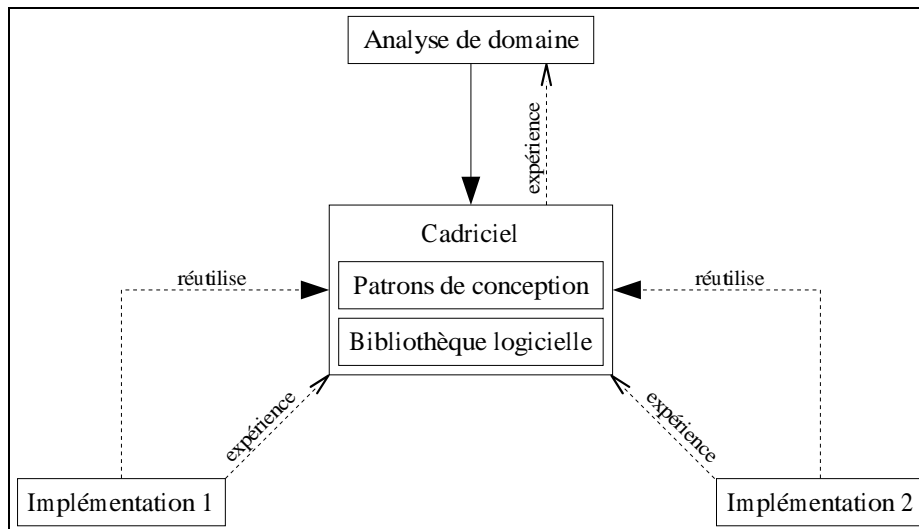 Analyse de domaine
expérience
Cadriciel
Patrons de conception
Bibliothèque logicielle
réutilise
réutilise
expérience
expérience
Implémentation 1
Implémentation 2